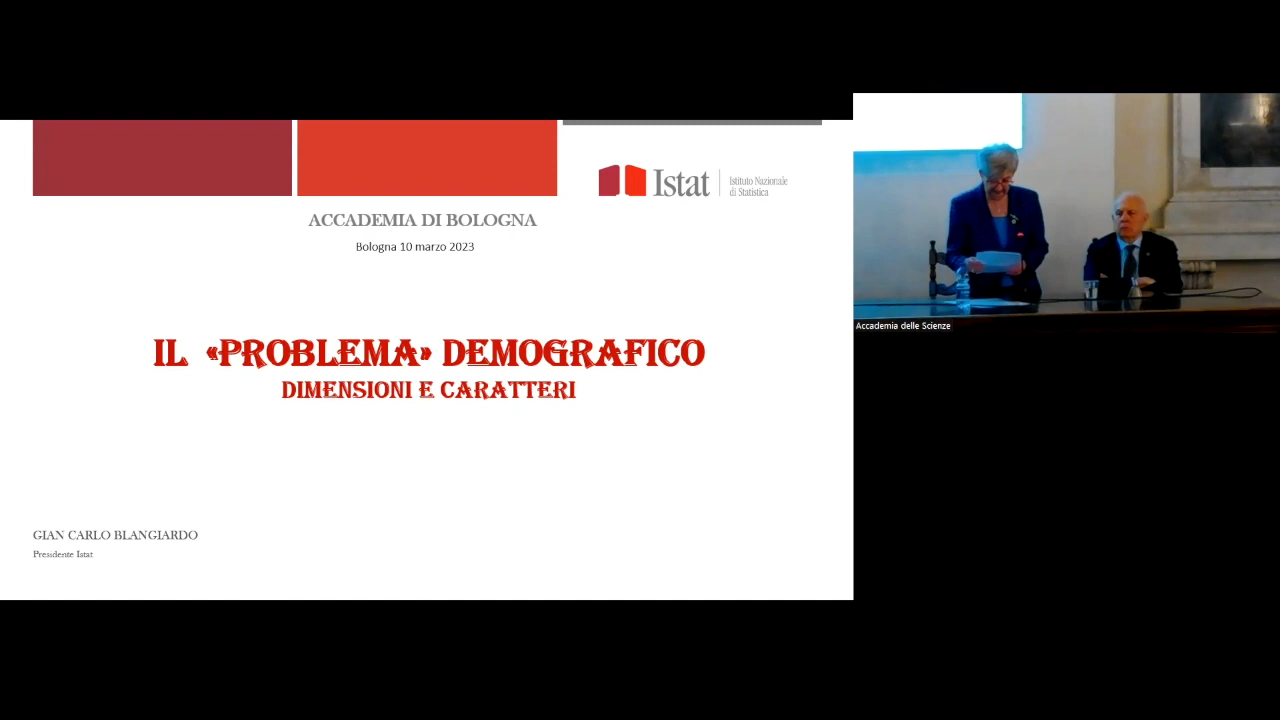 Istat
Istituto Nazionale
di Statistica
ACCADEMIA DI BOLOGNA
Bologna 10 marzo 2023
IL «PROBLEMA» DEMOGRAFICO
DIMENSIONI E CARATTERI
GIAN CARLO BLANGIARDO
Presidente Istat
Accademia delle Scienze